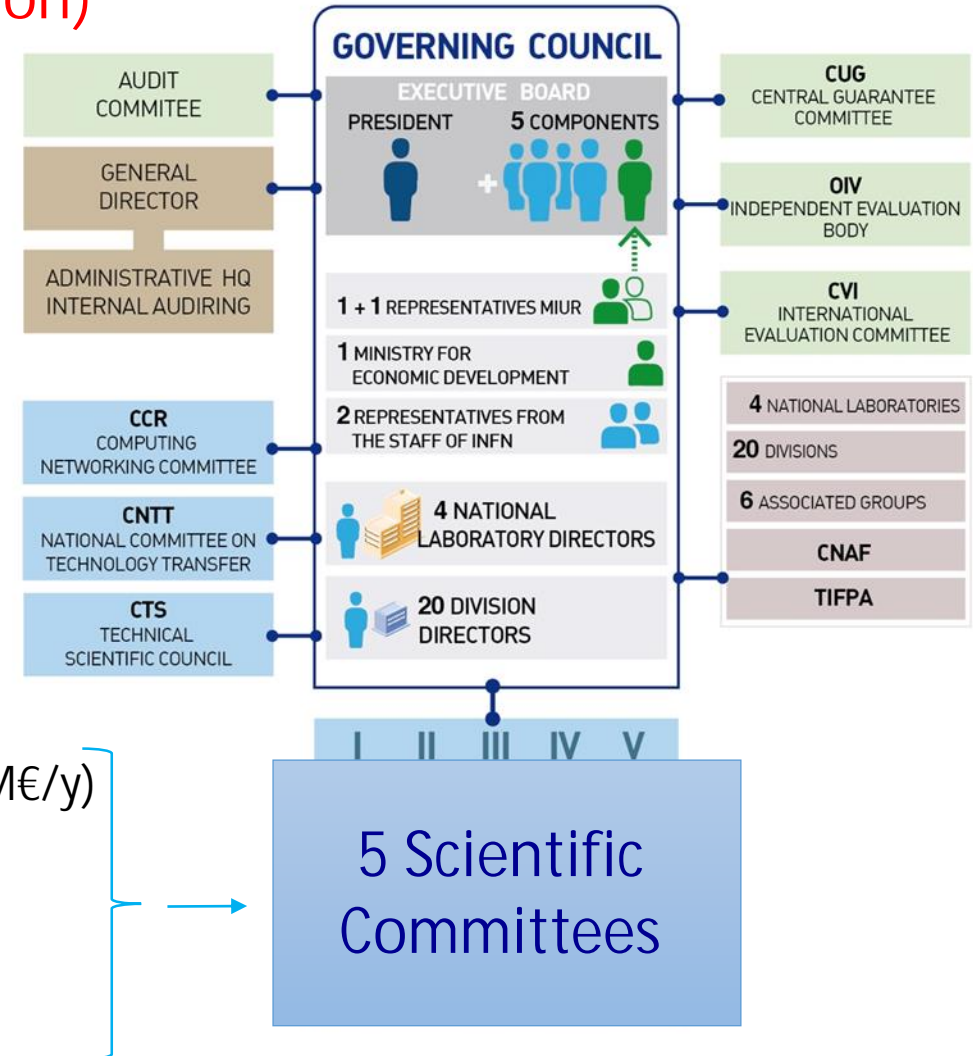 GOVERNING COUNCIL
EXECUTIVE BOARD
PRESIDENT
5 COMPONENTS
+
1 + 1 REPRESENTATIVES MIUR
1 MINISTRY FOR
ECONOMIC DEVELOPMENT
2 REPRESENTATIVES FROM
THE STAFF OF INFN
4 NATIONAL
LABORATORY DIRECTORS
20 DIVISION
DIRECTORS
AUDIT
COMMITEE
GENERAL
DIRECTOR
ADMINISTRATIVE HQ
INTERNAL AUDIRING
CCR
COMPUTING
NETWORKING COMMITTEE
CNTT
NATIONAL COMMITTEE ON
TECHNOLOGY TRANSFER
CTS
TECHNICAL
SCIENTIFIC COUNCIL
CUG
CENTRAL GUARANTEE
COMMITTEE
OIV
INDEPENDENT EVALUATION
BODY
CVI
INTERNATIONAL
EVALUATION COMMITTEE
4 NATIONAL LABORATORIES
20 DIVISIONS
6 ASSOCIATED GROUPS
CNAF
TIFPA
I II III IV V
M€/y)
5 Scientific
Committees